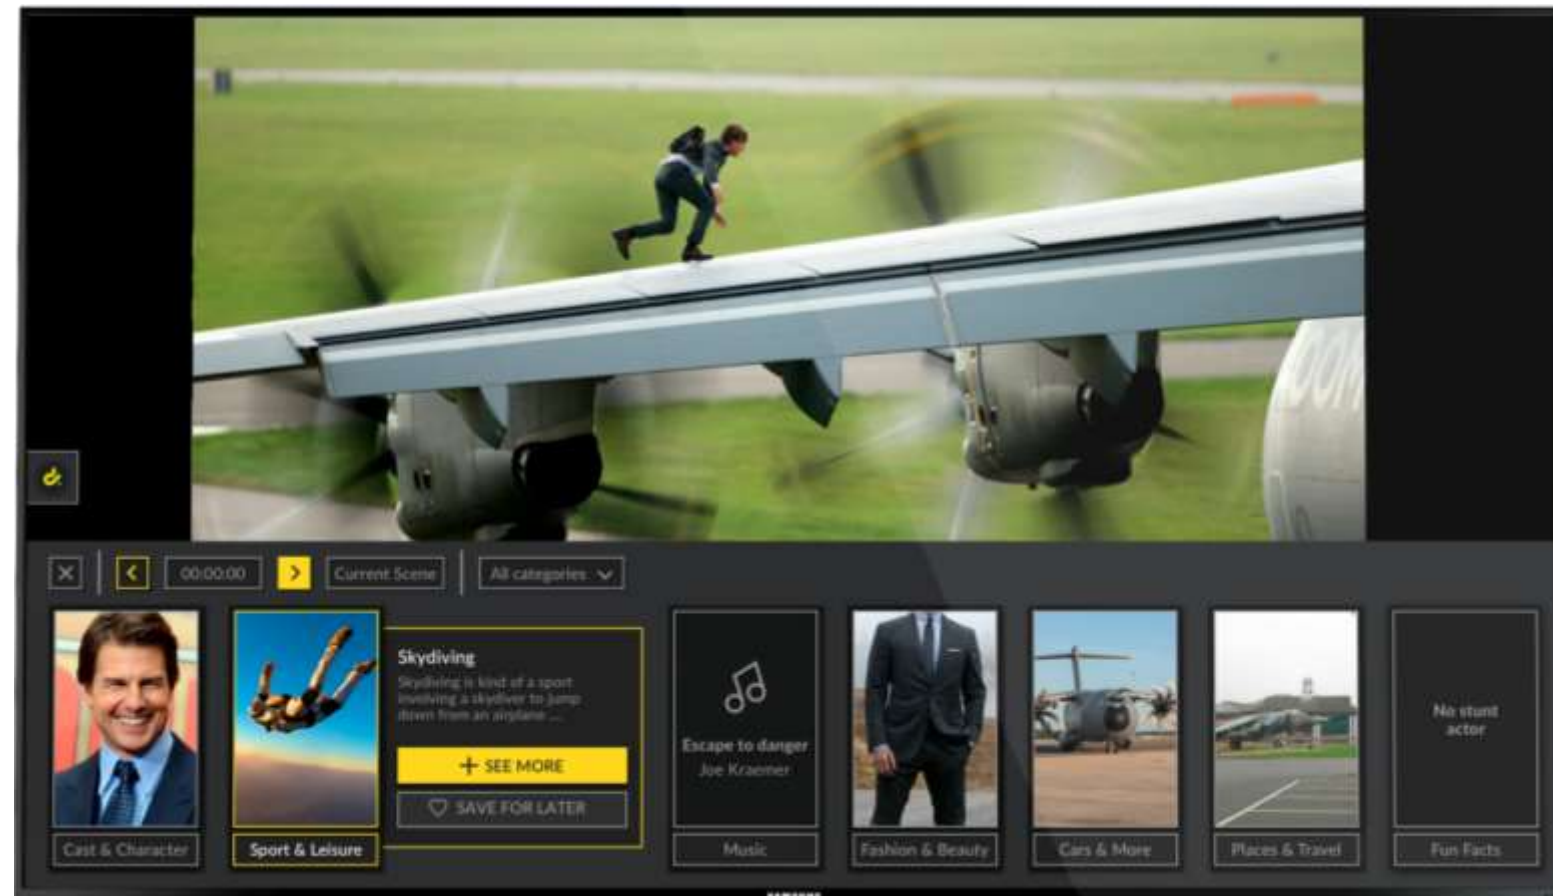 OOM
00:00:00
Current Scene
All categories
Skydiving
Skydiving is kind of a sport
involving a skydiver to jump
down from an airplane ...
+ SEE MORE
SAVE FOR LATER
Escape to danger
Joe Kraemer
No stunt
actor
Cast & Character
Sport & Leisure
Music
Fashion & Beauty
Cars & More
Places & Travel
Fun Facts
SAMSUNG